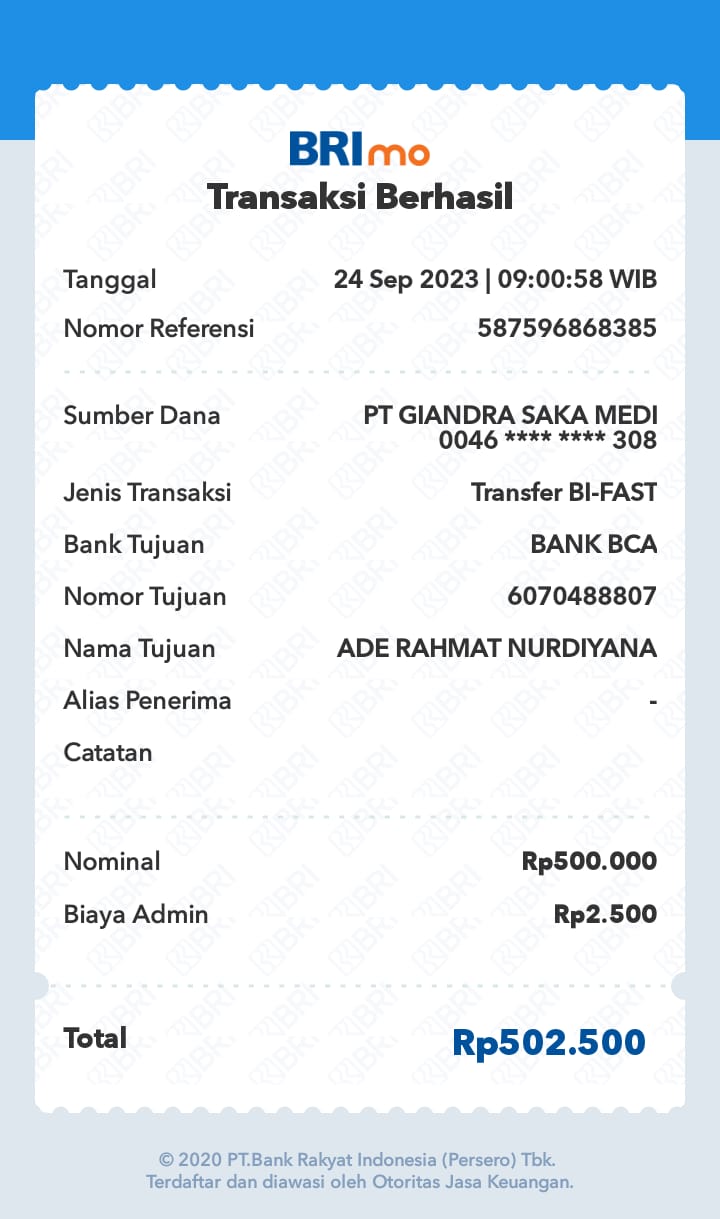 BRImo
Transaksi Berhasil
Tanggal 24 Sep 2023 | 09:00:58 WIB
Nomor Referensi 587596868385
Sumber Dana PT GIANDRA SAKA MEDI
0046 **** **** 308
Jenis Transaksi Transfer BI-FAST
Bank Tujuan BANK BCA
Nomor Tujuan 6070488807
Nama Tujuan ADE RAHMAT NURDIYANA
Alias Penerima -
Catatan
Nominal Rp500.000
Biaya Admin Rp2.500
Total Rp502.500
© 2020 PT.Bank Rakyat Indonesia (Persero) Tbk.
Terdaftar dan diawasi oleh Otoritas Jasa Keuangan.